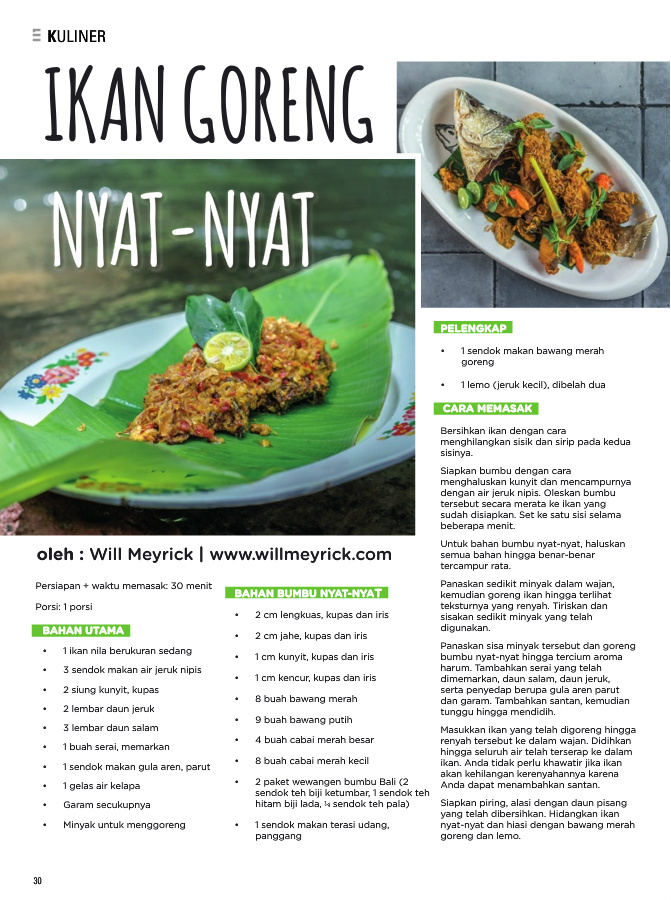 KULINER
IKAN GORENG
NYAT-NYAT
oleh : Will Meyrick | www.willmeyrick.com
Persiapan + waktu memasak: 30 menit
Porsi: 1 porsi
BAHAN UTAMA
• 1 ikan nila berukuran sedang
• 3 sendok makan air jeruk nipis
• 2 siung kunyit, kupas
• 2 lembar daun jeruk
• 3 lembar daun salam
• 1 buah serai, memarkan
• 1 sendok makan gula aren, parut
• 1 gelas air kelapa
• Garam secukupnya
• Minyak untuk menggoreng
BAHAN BUMBU NYAT-NYAT
• 2 cm lengkuas, kupas dan iris
• 2 cm jahe, kupas dan iris
• 1 cm kunyit, kupas dan iris
• 1 cm kencur, kupas dan iris
• 8 buah bawang merah
• 9 buah bawang putih
• 4 buah cabai merah besar
• 8 buah cabai merah kecil
• 2 paket wewangen bumbu Bali (2
sendok teh biji ketumbar, 1 sendok teh
hitam biji lada, ¼ sendok teh pala)
• 1 sendok makan terasi udang,
panggang
PELENGKAP
• 1 sendok makan bawang merah
goreng
• 1 lemo (jeruk kecil), dibelah dua
CARA MEMASAK
Bersihkan ikan dengan cara
menghilangkan sisik dan sirip pada kedua
sisinya.
Siapkan bumbu dengan cara
menghaluskan kunyit dan mencampurnya
dengan air jeruk nipis. Oleskan bumbu
tersebut secara merata ke ikan yang
sudah disiapkan. Set ke satu sisi selama
beberapa menit.
Untuk bahan bumbu nyat-nyat, haluskan
semua bahan hingga benar-benar
tercampur rata.
Panaskan sedikit minyak dalam wajan,
kemudian goreng ikan hingga terlihat
teksturnya yang renyah. Tiriskan dan
sisakan sedikit minyak yang telah
digunakan.
Panaskan sisa minyak tersebut dan goreng
bumbu nyat-nyat hingga tercium aroma
harum. Tambahkan serai yang telah
dimemarkan, daun salam, daun jeruk,
serta penyedap berupa gula aren parut
dan garam. Tambahkan santan, kemudian
tunggu hingga mendidih.
Masukkan ikan yang telah digoreng hingga
renyah tersebut ke dalam wajan. Didihkan
hingga seluruh air telah terserap ke dalam
ikan. Anda tidak perlu khawatir jika ikan
akan kehilangan kerenyahannya karena
Anda dapat menambahkan santan.
Siapkan piring, alasi dengan daun pisang
yang telah dibersihkan. Hidangkan ikan
nyat-nyat dan hiasi dengan bawang merah
goreng dan lemo.
30